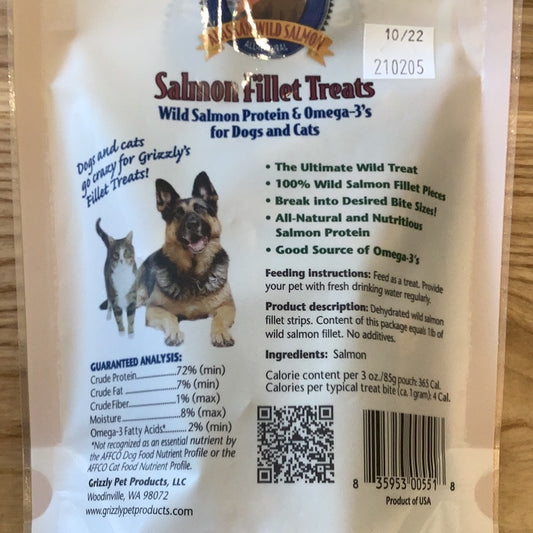 ALASKAN WILD SALMON
10/22
210205
Salmon Fillet Treats
Wild Salmon Protein & Omega-3's
for Dogs and Cats
Dogs and cats
go crazy for Grizzly's
Fillet Treats!
• The Ultimate Wild Treat
• 100% Wild Salmon Fillet Pieces
• Break into Desired Bite Sizes!
• All-Natural and Nutritious
Salmon Protein
• Good Source of Omega-3's
Feeding instructions: Feed as a treat. Provide
your pet with fresh drinking water regularly.
Product description: Dehydrated wild salmon
fillet strips. Content of this package equals 1lb of
wild salmon fillet. No additives.
Ingredients: Salmon
Calorie content per 3 oz./85g pouch: 365 Cal.
Calories per typical treat bite (ca. 1 gram): 4 Cal.
GUARANTEED ANALYSIS:
Crude Protein..................72% (min)
Crude Fat........................7% (min)
Crude Fiber.....................1% (max)
Moisture.........................8% (max)
Omega-3 Fatty Acids*......2% (min)
*Not recognized as an essential nutrient by
the AFFCO Dog Food Nutrient Profile or the
AFFCO Cat Food Nutrient Profile.
Grizzly Pet Products, LLC
Woodinville, WA 98072
www.grizzlypetproducts.com
8 35953 00551 8
Product of USA